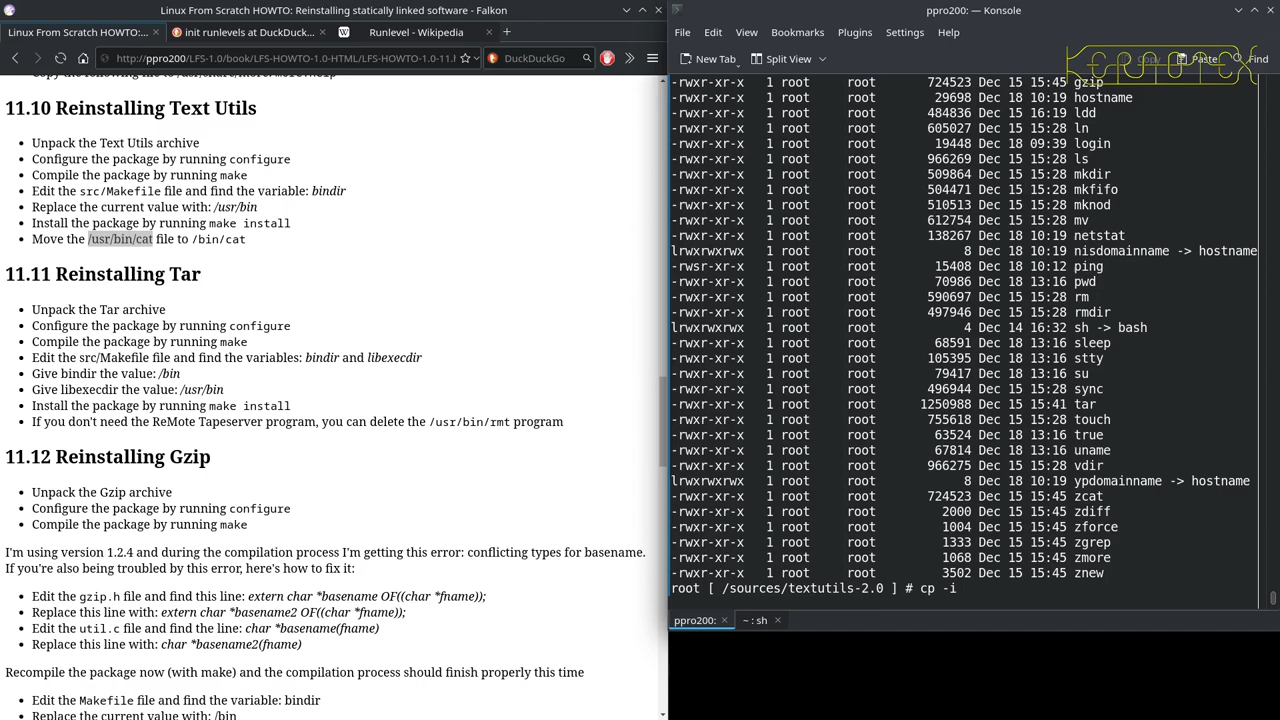 Linux From Scratch HOWTO: Reinstalling statically linked software - Falkon
Linux From Scratch HOWTO:...
init runlevels at DuckDuck...
W
Runlevel - Wikipedia
http://ppro200/LFS-1.0/book/LFS-HOWTO-1.0-HTML/LFS-HOWTO-1.0-11.
DuckDuckGo
11.10 Reinstalling Text Utils
Unpack the Text Utils archive
Configure the package by running configure
Compile the package by running make
Edit the src/Makefile file and find the variable: bindir
Replace the current value with: /usr/bin
Install the package by running make install
Move the /usr/bin/cat file to /bin/cat
11.11 Reinstalling Tar
Unpack the Tar archive
Configure the package by running configure
Compile the package by running make
Edit the src/Makefile file and find the variables: bindir and libexecdir
Give bindir the value: /bin
Give libexecdir the value: /usr/bin
Install the package by running make install
If you don't need the ReMote Tapeserver program, you can delete the /usr/bin/rmt program
11.12 Reinstalling Gzip
Unpack the Gzip archive
Configure the package by running configure
Compile the package by running make
I'm using version 1.2.4 and during the compilation process I'm getting this error: conflicting types for basename.
If you're also being troubled by this error, here's how to fix it:
Edit the gzip.h file and find this line: extern char *basename OF((char *fname));
Replace this line with: extern char *basename2 OF((char *fname));
Edit the util.c file and find the line: char *basename(fname)
Replace this line with: char *basename2(fname)
Recompile the package now (with make) and the compilation process should finish properly this time
Edit the Makefile file and find the variable: bindir
Replace the current value with: /bin
ppro200: — Konsole
File Edit View Bookmarks Plugins Settings Help
New Tab Split View Copy Paste Find
-rwxr-xr-x 1 root root 724523 Dec 15 15:45 gzip
-rwxr-xr-x 1 root root 29698 Dec 18 10:19 hostname
-rwxr-xr-x 1 root root 484836 Dec 15 16:19 ldd
-rwxr-xr-x 1 root root 605027 Dec 15 15:28 ln
-rwxr-xr-x 1 root root 19448 Dec 18 09:39 login
-rwxr-xr-x 1 root root 966269 Dec 15 15:28 ls
-rwxr-xr-x 1 root root 509864 Dec 15 15:28 mkdir
-rwxr-xr-x 1 root root 504471 Dec 15 15:28 mkfifo
-rwxr-xr-x 1 root root 510513 Dec 15 15:28 mknod
-rwxr-xr-x 1 root root 612754 Dec 15 15:28 mv
-rwxr-xr-x 1 root root 138267 Dec 18 10:19 netstat
lrwxrwxrwx 1 root root 8 Dec 18 10:19 nisdomainname -> hostname
-rwsr-xr-x 1 root root 15408 Dec 18 10:12 ping
-rwxr-xr-x 1 root root 70986 Dec 18 13:16 pwd
-rwxr-xr-x 1 root root 590697 Dec 15 15:28 rm
-rwxr-xr-x 1 root root 497946 Dec 15 15:28 rmdir
lrwxrwxrwx 1 root root 4 Dec 14 16:32 sh -> bash
-rwxr-xr-x 1 root root 68591 Dec 18 13:16 sleep
-rwxr-xr-x 1 root root 105395 Dec 15 15:28 stty
-rwxr-xr-x 1 root root 79417 Dec 18 13:16 su
-rwxr-xr-x 1 root root 496944 Dec 15 15:28 sync
-rwxr-xr-x 1 root root 1250988 Dec 15 15:41 tar
-rwxr-xr-x 1 root root 755618 Dec 15 15:28 touch
-rwxr-xr-x 1 root root 63524 Dec 18 13:16 true
-rwxr-xr-x 1 root root 67814 Dec 18 13:16 uname
-rwxr-xr-x 1 root root 966275 Dec 15 15:28 vdir
lrwxrwxrwx 1 root root 8 Dec 18 10:19 ypdomainname -> hostname
-rwxr-xr-x 1 root root 724523 Dec 15 15:45 zcat
-rwxr-xr-x 1 root root 2000 Dec 15 15:45 zdiff
-rwxr-xr-x 1 root root 1004 Dec 15 15:45 zforce
-rwxr-xr-x 1 root root 1333 Dec 15 15:45 zgrep
-rwxr-xr-x 1 root root 1068 Dec 15 15:45 zmore
-rwxr-xr-x 1 root root 3502 Dec 15 15:45 znew
root [ /sources/textutils-2.0 ] # cp -i
ppro200:
~ : sh